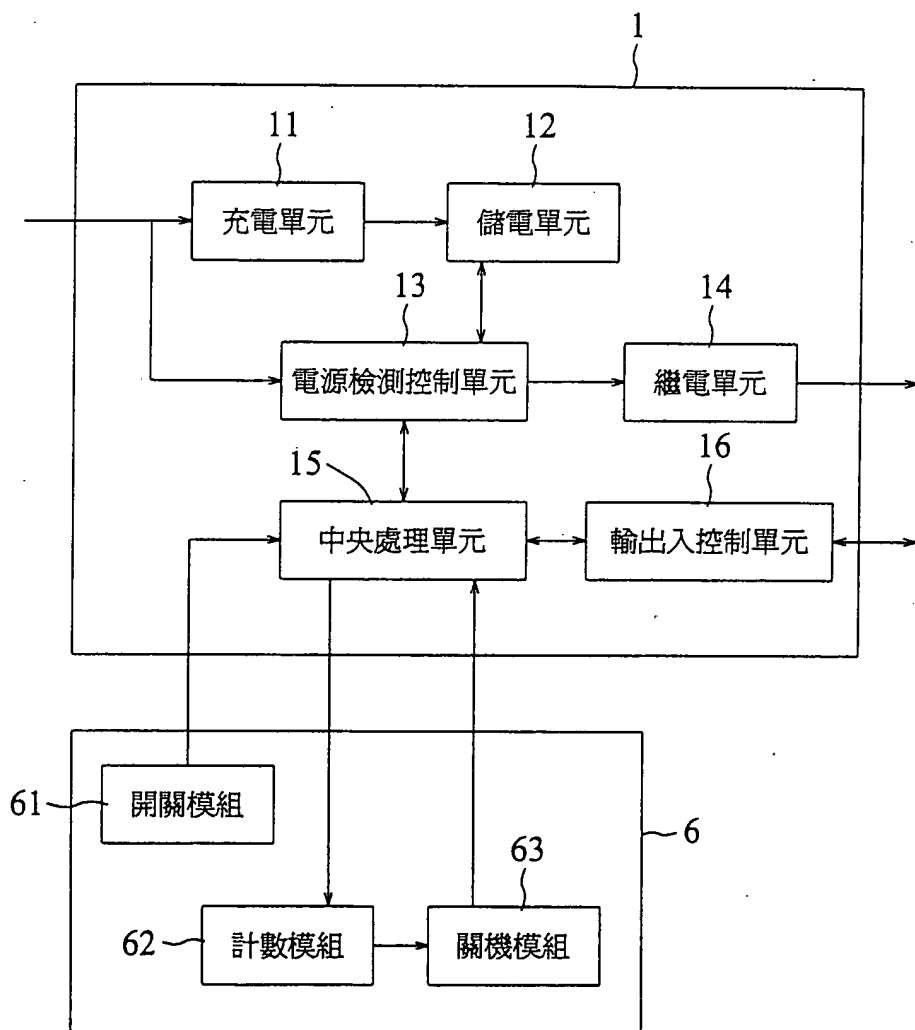 1
11
12
充電單元
儲電單元
13
14
電源檢測控制單元
繼電單元
15
16
中央處理單元
輸出入控制單元
61
開關模組
6
63
62
計數模組
關機模組